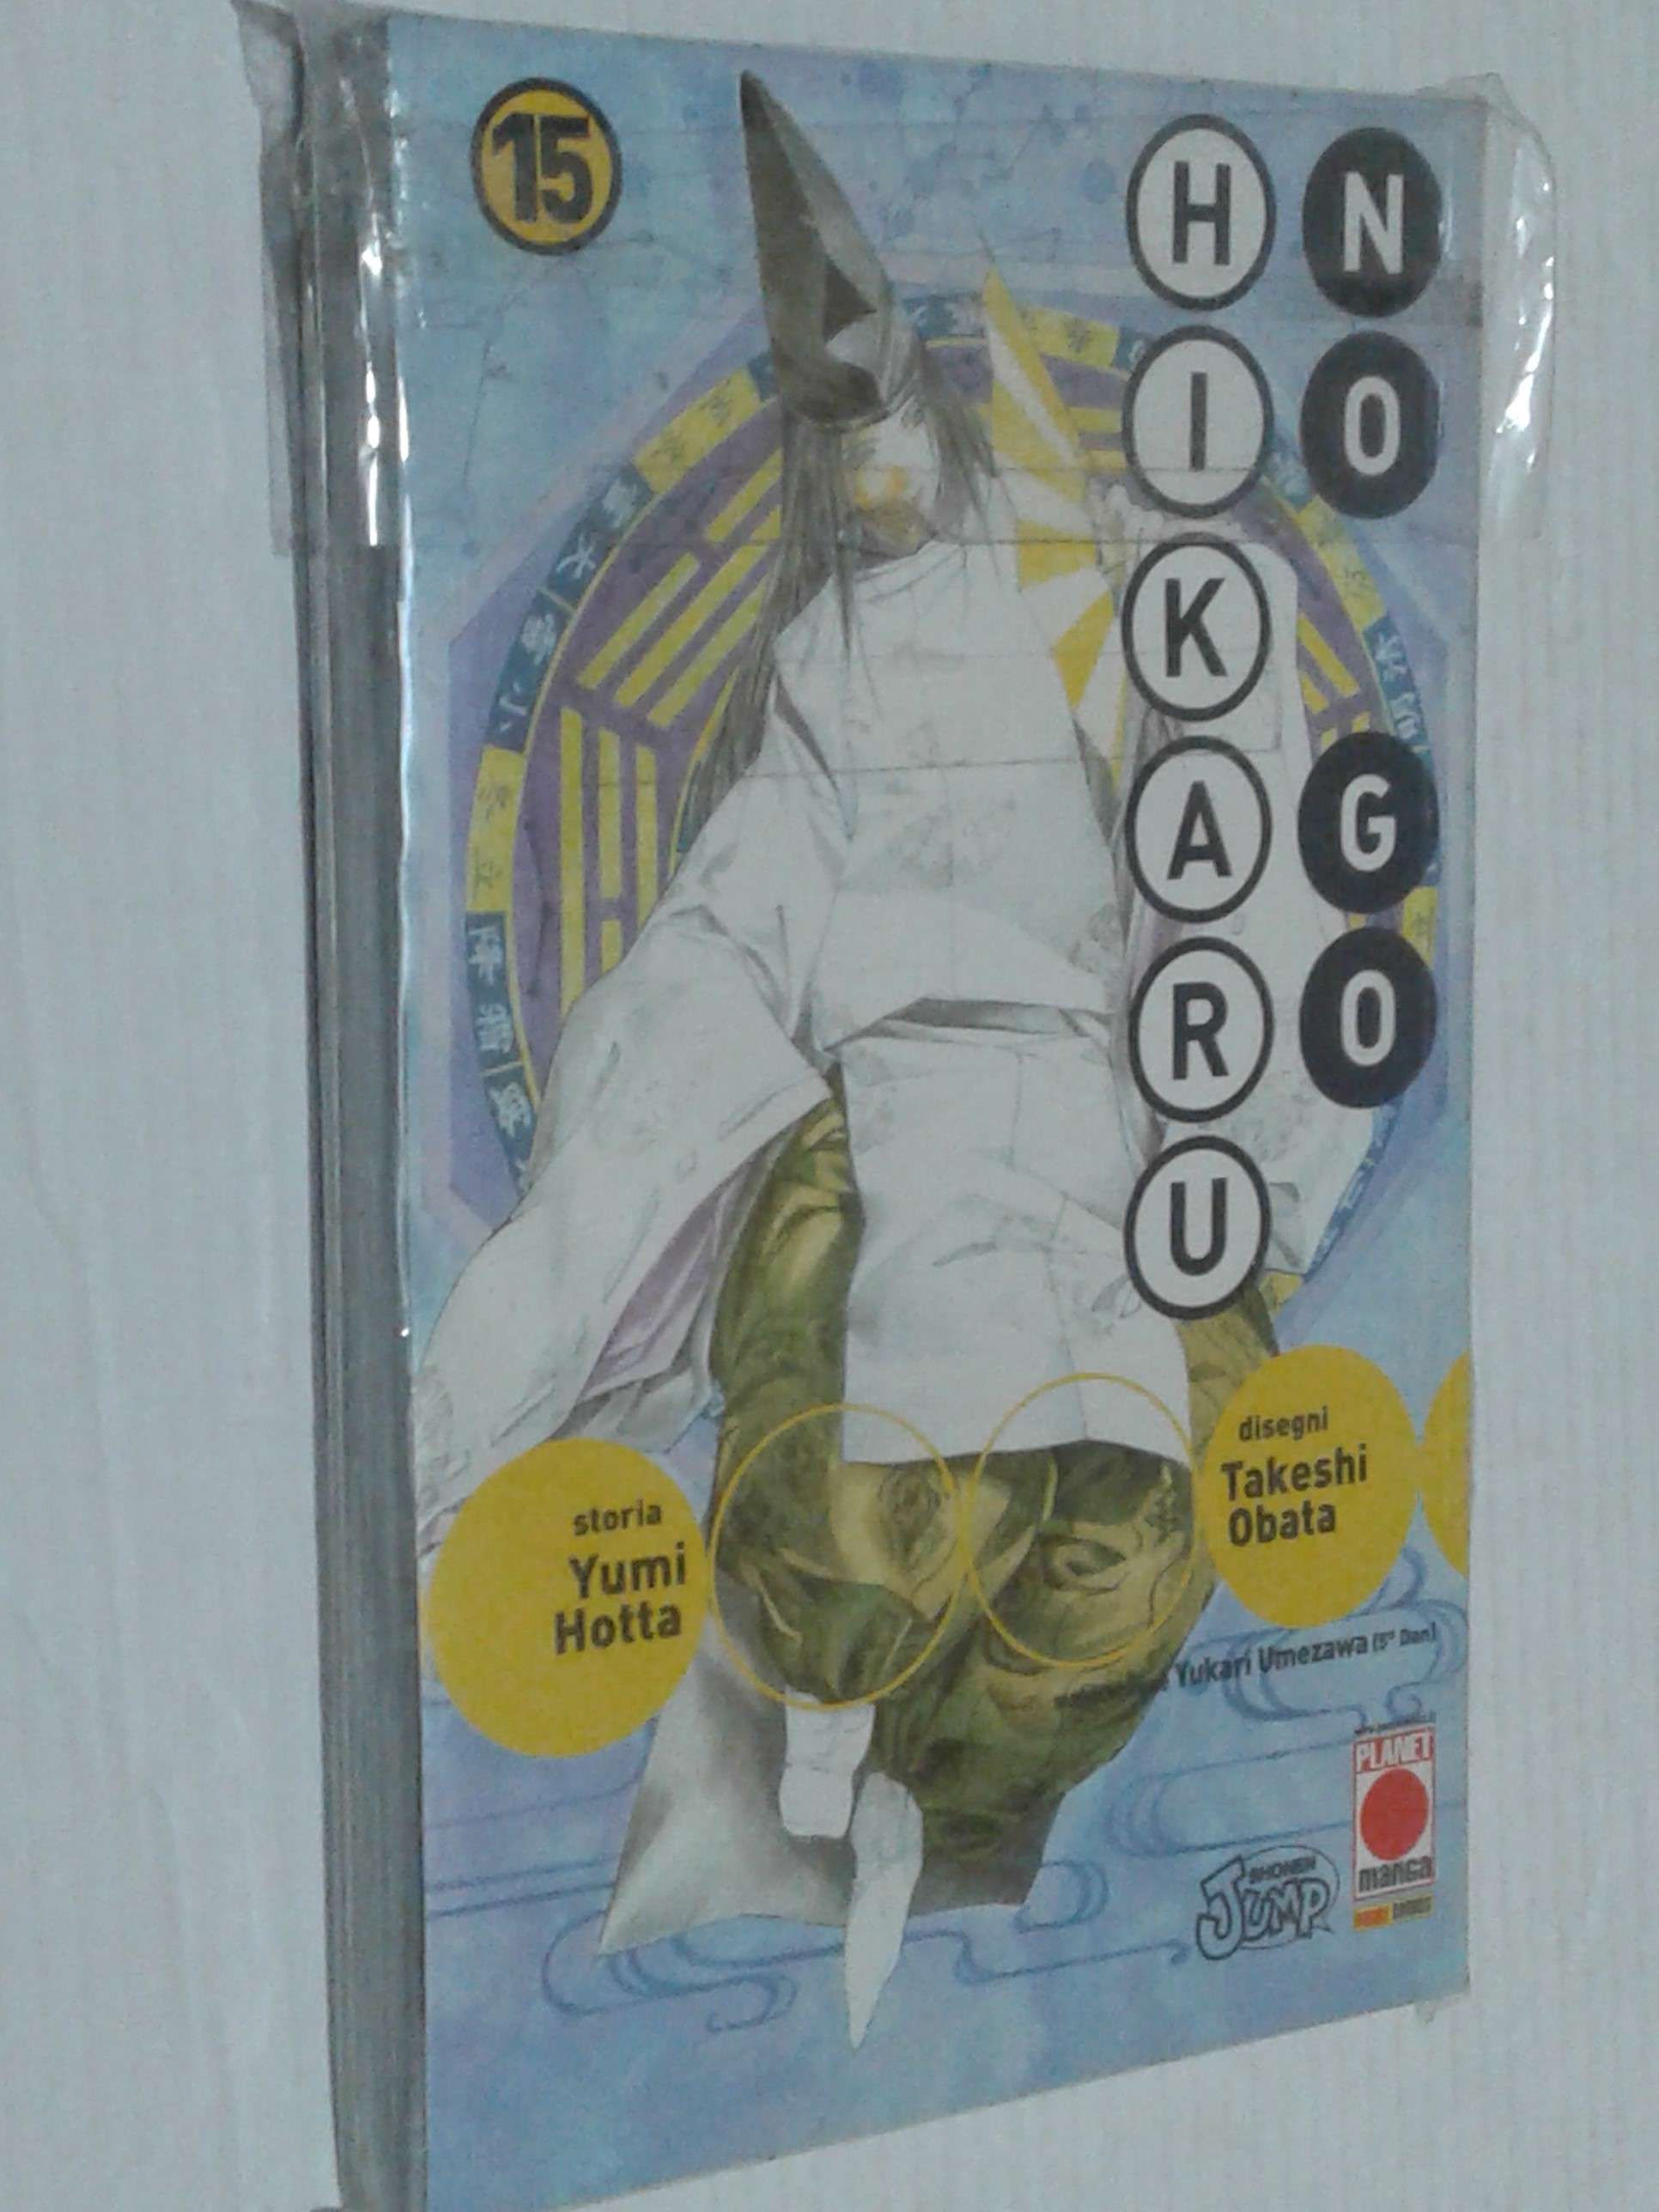 15
HIKARU
NO
GO
storia
Yumi
Hotta
disegni
Takeshi
Obata
Yukari Umezawa (5° Dan)
SHONEN
JUMP
PLANET
manga